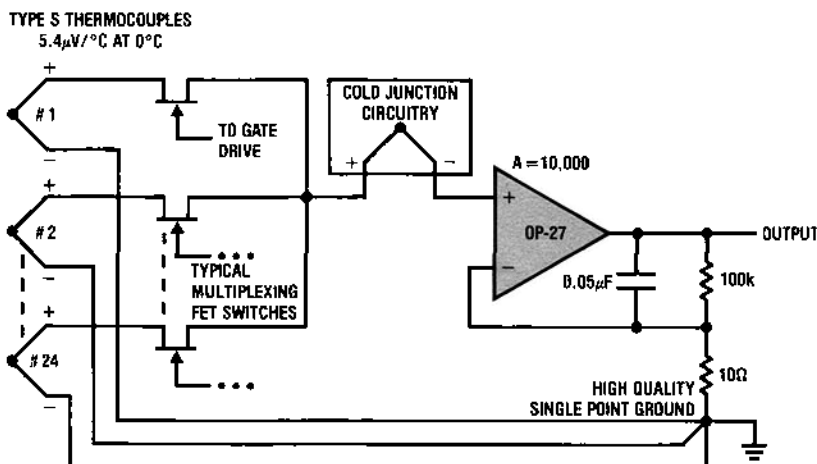 TYPE S THERMOCOUPLES
5.4μV/°C AT 0°C
+
#1
−
TO GATE
DRIVE
COLD JUNCTION
CIRCUITRY
+
−
A = 10,000
+
OP-27
−
OUTPUT
0.05μF
100k
10Ω
+
#2
−
TYPICAL
MULTIPLEXING
FET SWITCHES
+
#24
−
HIGH QUALITY
SINGLE POINT GROUND